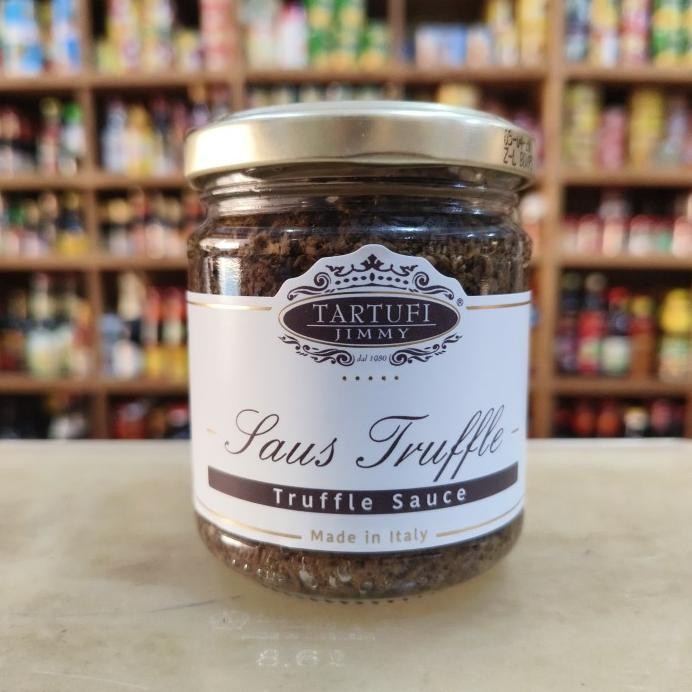 TARTUFI
JIMMY
®
dal 1980
Saus Truffle
Truffle Sauce
Made in Italy